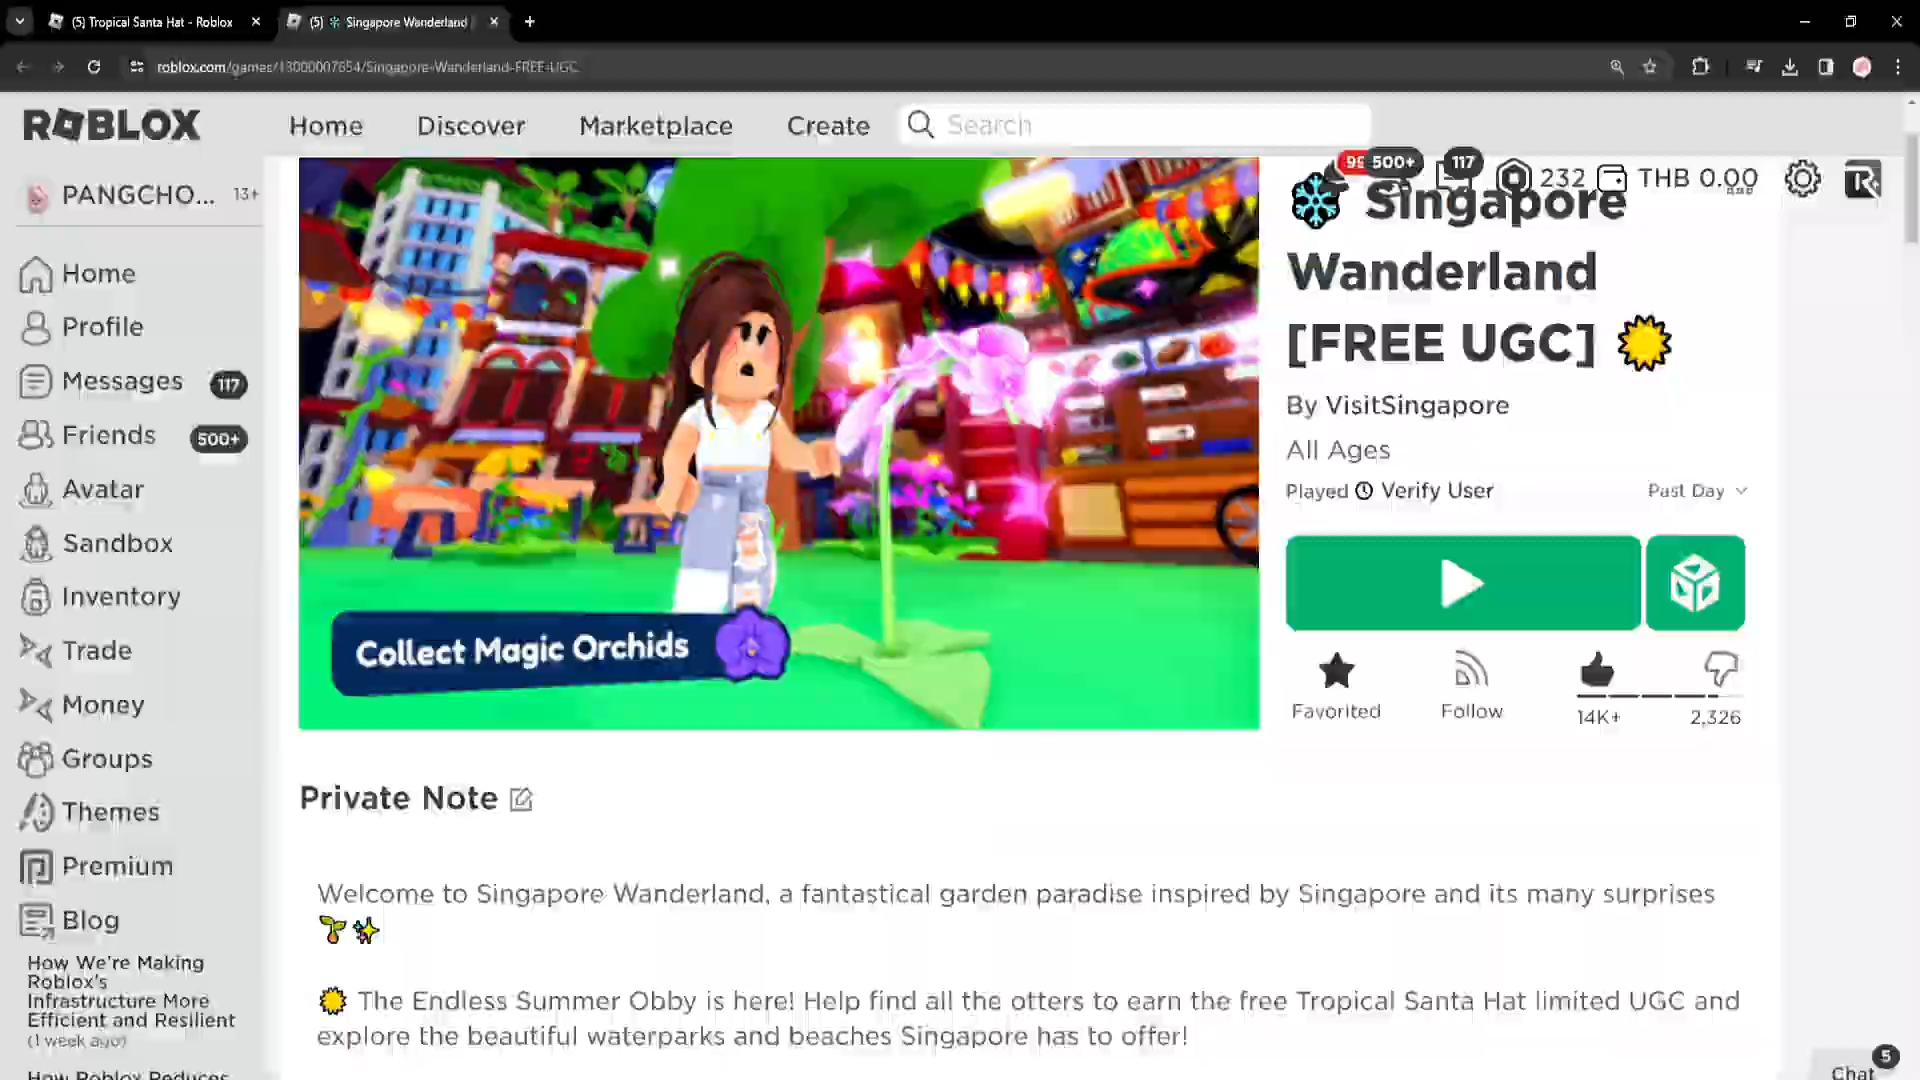 (5) Tropical Santa Hat - Roblox
(5) Singapore Wanderland
roblox.com/games/13000007654/Singapore-Wanderland-FREE-UGC
ROBLOX
Home
Discover
Marketplace
Create
Search
500+
117
232
THB 0.00
PANGCHO...
13+
Home
Profile
Messages
117
Friends
500+
Avatar
Sandbox
Inventory
Trade
Money
Groups
Themes
Premium
Blog
How We're Making
Roblox's
Infrastructure More
Efficient and Resilient
(1 week ago)
How Roblox Reduces
Collect Magic Orchids
Singapore
Wanderland
[FREE UGC]
By VisitSingapore
All Ages
Played Verify User
Past Day
Favorited
Follow
14K+
2,326
Private Note
Welcome to Singapore Wanderland, a fantastical garden paradise inspired by Singapore and its many surprises
The Endless Summer Obby is here! Help find all the otters to earn the free Tropical Santa Hat limited UGC and
explore the beautiful waterparks and beaches Singapore has to offer!
Chat
5